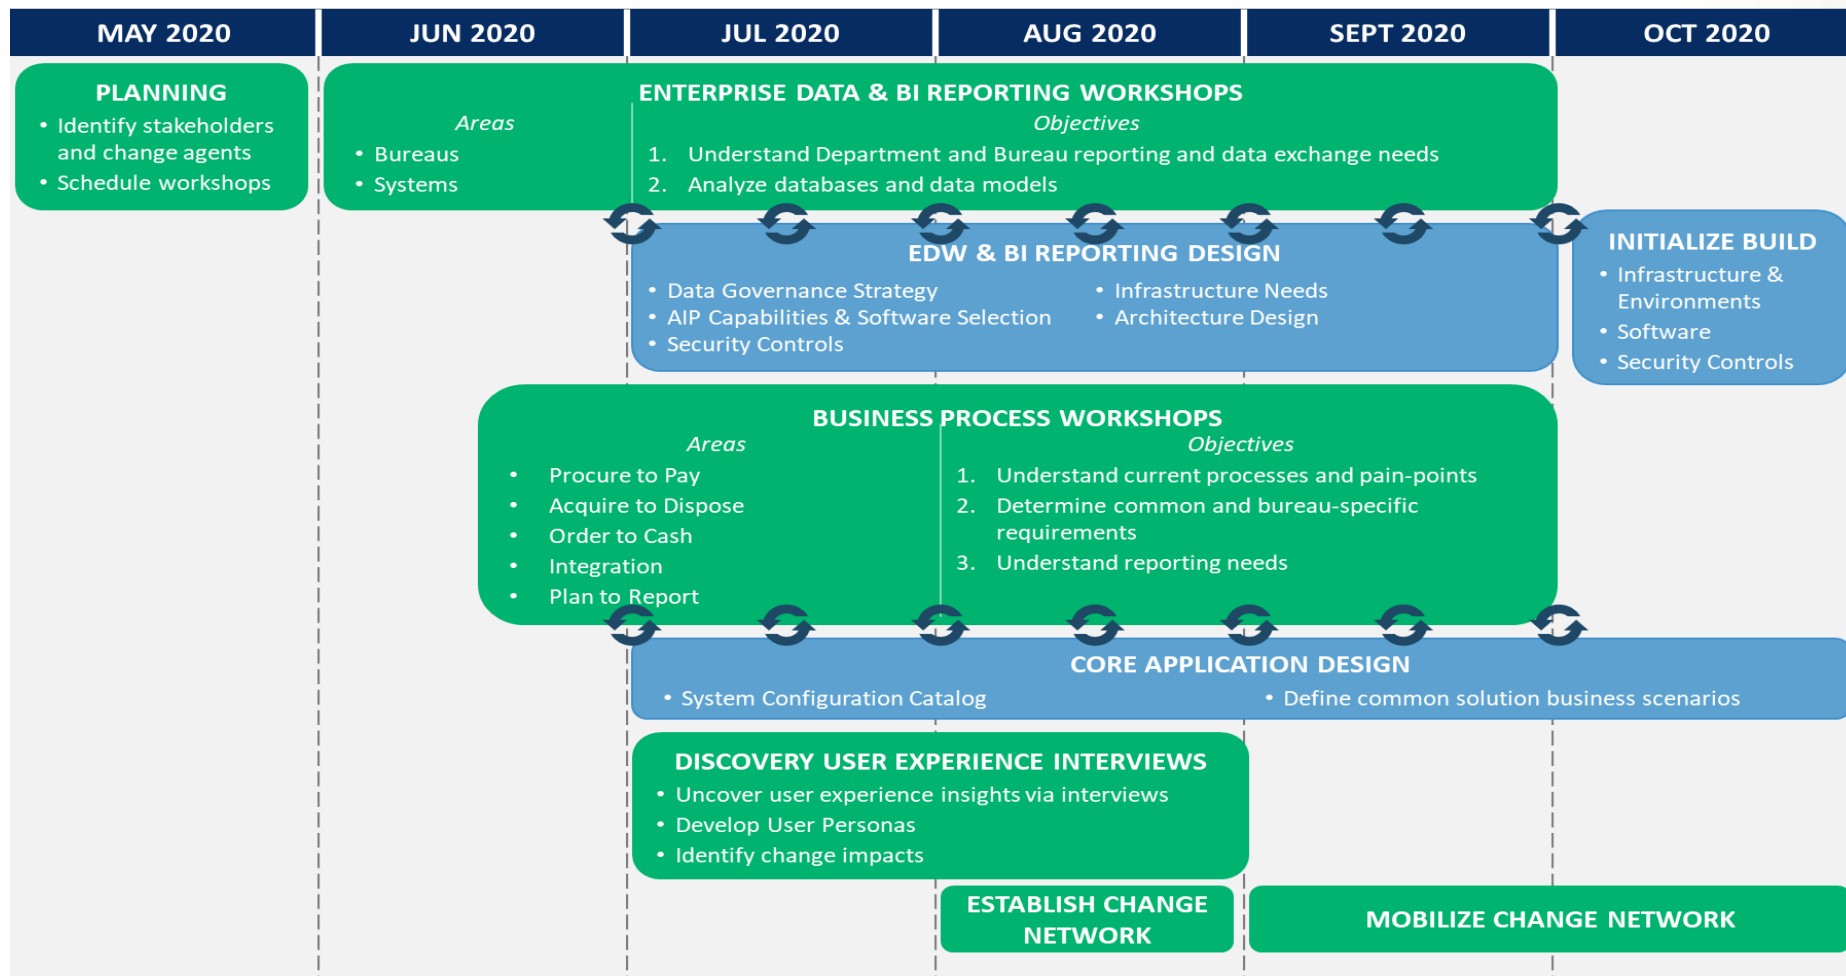 MAY 2020
JUN 2020
JUL 2020
AUG 2020
SEPT 2020
OCT 2020
PLANNING
• Identify stakeholders
and change agents
• Schedule workshops
ENTERPRISE DATA & BI REPORTING WORKSHOPS
Areas
• Bureaus
• Systems
Objectives
1. Understand Department and Bureau reporting and data exchange needs
2. Analyze databases and data models
EDW & BI REPORTING DESIGN
• Data Governance Strategy
• AIP Capabilities & Software Selection
• Security Controls
• Infrastructure Needs
• Architecture Design
INITIALIZE BUILD
• Infrastructure &
Environments
• Software
• Security Controls
BUSINESS PROCESS WORKSHOPS
Areas
• Procure to Pay
• Acquire to Dispose
• Order to Cash
• Integration
• Plan to Report
Objectives
1. Understand current processes and pain-points
2. Determine common and bureau-specific
requirements
3. Understand reporting needs
CORE APPLICATION DESIGN
• System Configuration Catalog
• Define common solution business scenarios
DISCOVERY USER EXPERIENCE INTERVIEWS
• Uncover user experience insights via interviews
• Develop User Personas
• Identify change impacts
ESTABLISH CHANGE
NETWORK
MOBILIZE CHANGE NETWORK